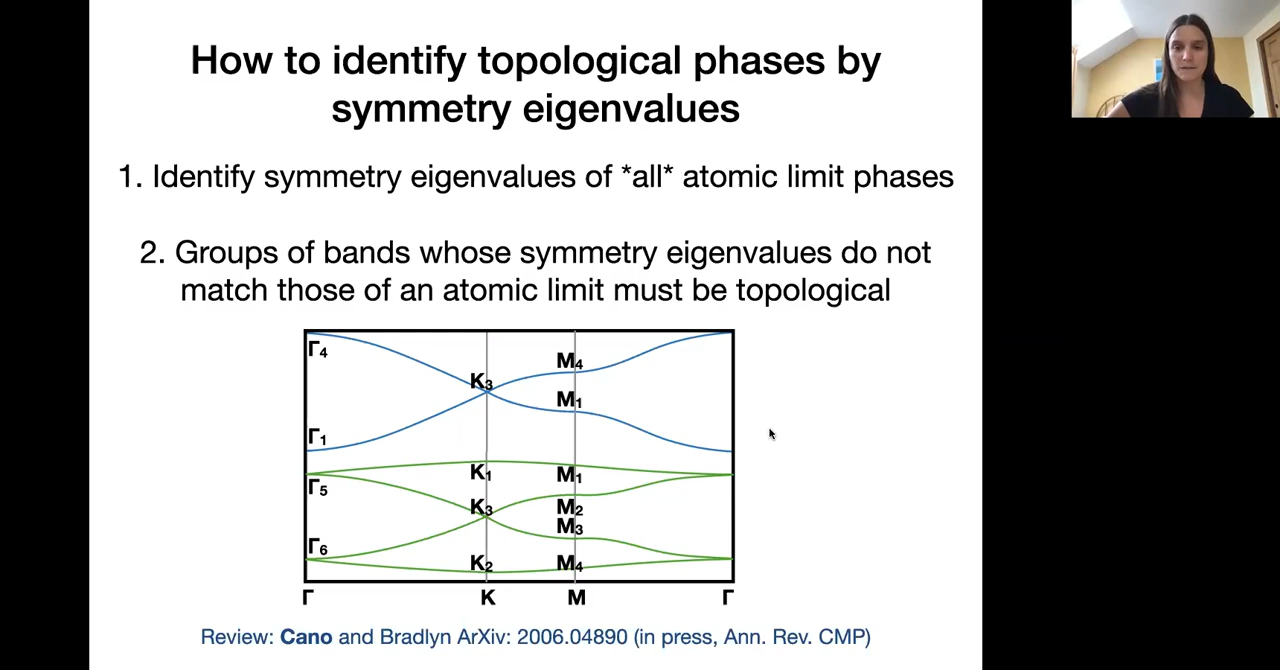 How to identify topological phases by
symmetry eigenvalues
1. Identify symmetry eigenvalues of *all* atomic limit phases
2. Groups of bands whose symmetry eigenvalues do not
match those of an atomic limit must be topological
Γ₄
K₃
M₄
M₁
Γ₁
K₁
M₁
Γ₅
K₃
M₂
M₃
Γ₆
K₂
M₄
Γ K M Γ
Review: Cano and Bradlyn ArXiv: 2006.04890 (in press, Ann. Rev. CMP)